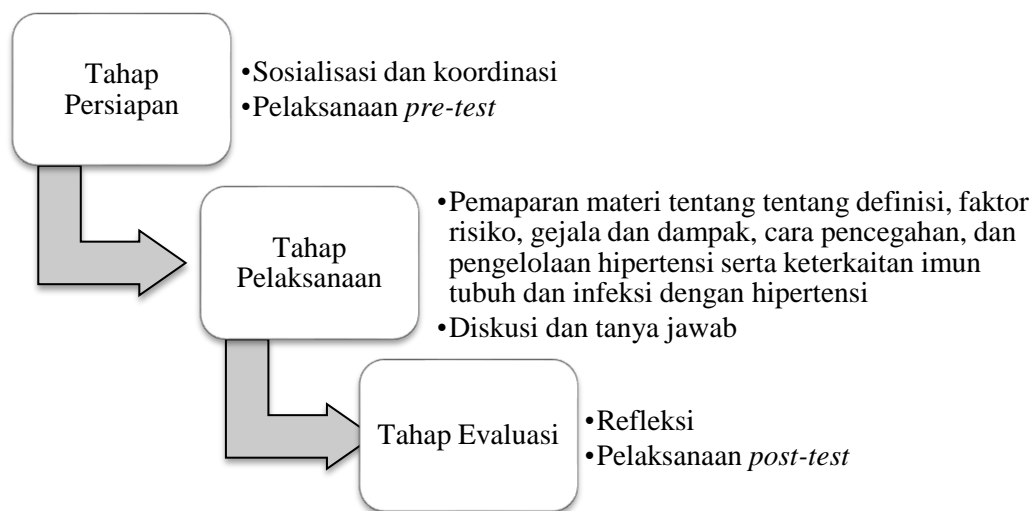 Tahap
Persiapan
•Sosialisasi dan koordinasi
•Pelaksanaan pre-test
Tahap
Pelaksanaan
•Pemaparan materi tentang tentang definisi, faktor
risiko, gejala dan dampak, cara pencegahan, dan
pengelolaan hipertensi serta keterkaitan imun
tubuh dan infeksi dengan hipertensi
•Diskusi dan tanya jawab
Tahap Evaluasi
•Refleksi
•Pelaksanaan post-test